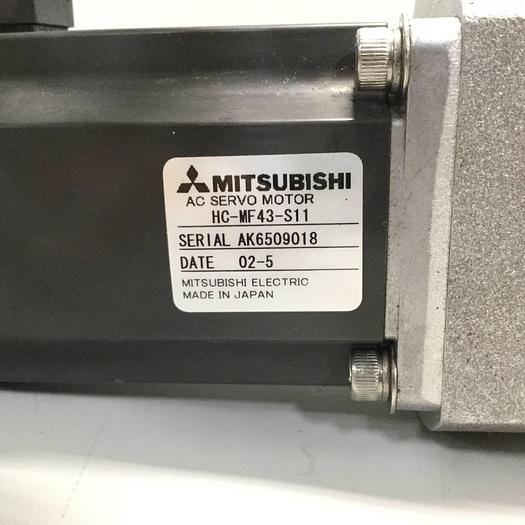 MITSUBISHI
AC SERVO MOTOR
HC-MF43-S11
SERIAL AK6509018
DATE 02-5
MITSUBISHI ELECTRIC
MADE IN JAPAN